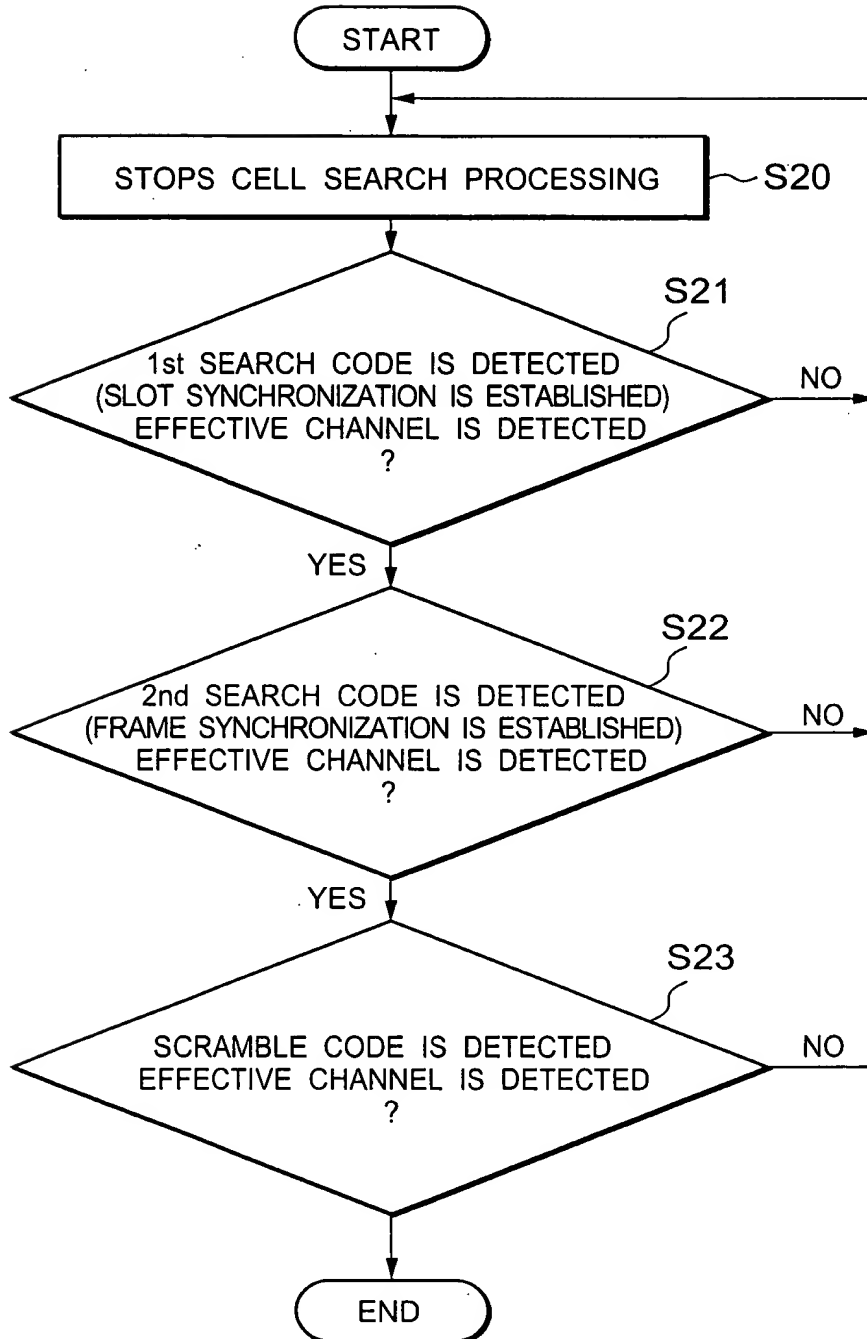 START
STOPS CELL SEARCH PROCESSING
S20
S21
1st SEARCH CODE IS DETECTED
(SLOT SYNCHRONIZATION IS ESTABLISHED)
EFFECTIVE CHANNEL IS DETECTED
?
NO
YES
S22
2nd SEARCH CODE IS DETECTED
(FRAME SYNCHRONIZATION IS ESTABLISHED)
EFFECTIVE CHANNEL IS DETECTED
?
NO
YES
S23
SCRAMBLE CODE IS DETECTED
EFFECTIVE CHANNEL IS DETECTED
?
NO
END